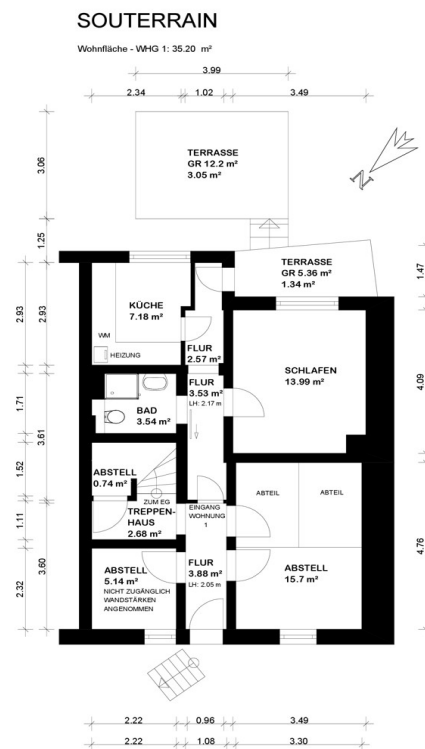 SOUTERRAIN
Wohnfläche - WHG 1: 35.20 m²
3.99
2.34 1.02 3.49
TERRASSE
GR 12.2 m²
3.05 m²
3.06
N
1.25
TERRASSE
GR 5.36 m²
1.34 m²
1.47
KÜCHE
7.18 m²
2.93
2.93
WM
HEIZUNG
FLUR
2.57 m²
SCHLAFEN
13.99 m²
4.09
FLUR
3.53 m²
LH: 2.17 m
BAD
3.54 m²
1.71
3.61
ABSTELL
0.74 m²
1.52
ZUM EG
TREPPEN-
HAUS
2.68 m²
1.11
EINGANG
WOHNUNG
1
ABTEIL
ABTEIL
4.76
ABSTELL
5.14 m²
NICHT ZUGÄNGLICH
WANDSTÄRKEN
ANGENOMMEN
FLUR
3.88 m²
LH: 2.05 m
ABSTELL
15.7 m²
3.60
2.32
2.22 0.96 3.49
2.22 1.08 3.30